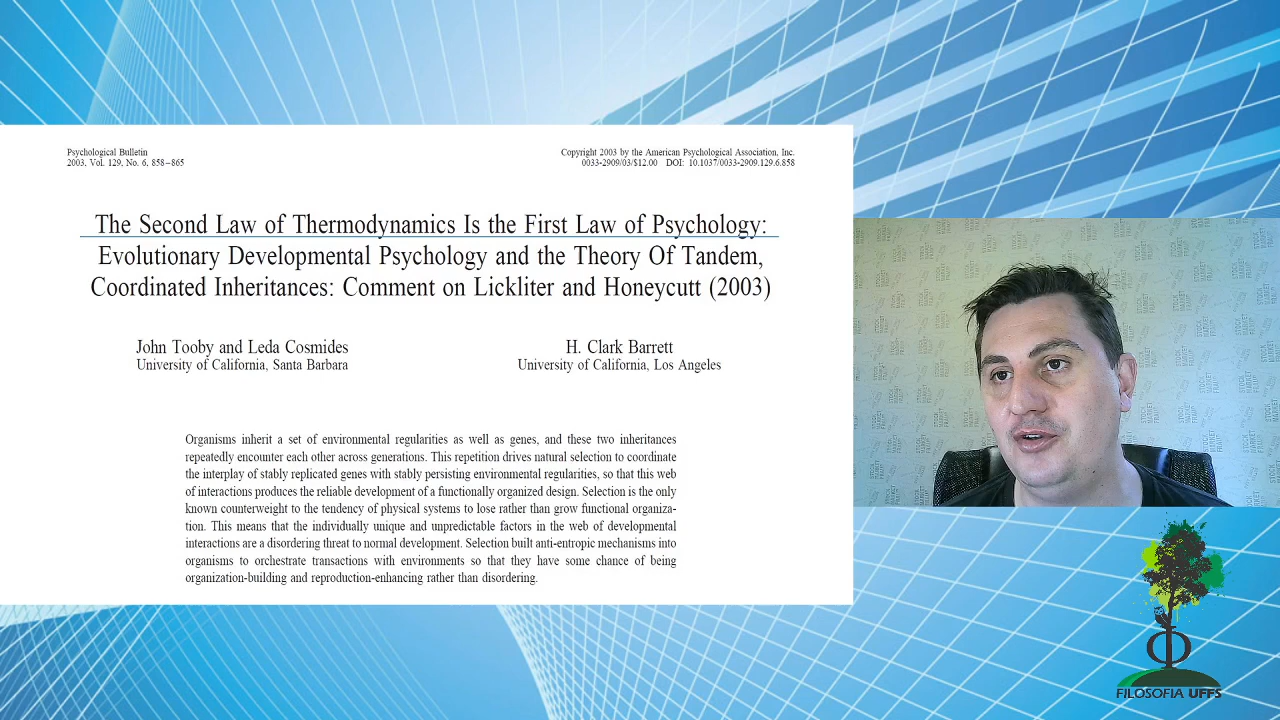 Psychological Bulletin
2003, Vol. 129, No. 6, 858–865
Copyright 2003 by the American Psychological Association, Inc.
0033-2909/03/$12.00 DOI: 10.1037/0033-2909.129.6.858
The Second Law of Thermodynamics Is the First Law of Psychology:
Evolutionary Developmental Psychology and the Theory Of Tandem,
Coordinated Inheritances: Comment on Lickliter and Honeycutt (2003)
John Tooby and Leda Cosmides
University of California, Santa Barbara
H. Clark Barrett
University of California, Los Angeles
Organisms inherit a set of environmental regularities as well as genes, and these two inheritances
repeatedly encounter each other across generations. This repetition drives natural selection to coordinate
the interplay of stably replicated genes with stably persisting environmental regularities, so that this web
of interactions produces the reliable development of a functionally organized design. Selection is the only
known counterweight to the tendency of physical systems to lose rather than grow functional organiza-
tion. This means that the individually unique and unpredictable factors in the web of developmental
interactions are a disordering threat to normal development. Selection built anti-entropic mechanisms into
organisms to orchestrate transactions with environments so that they have some chance of being
organization-building and reproduction-enhancing rather than disordering.
Φ
FILOSOFIA UFFS